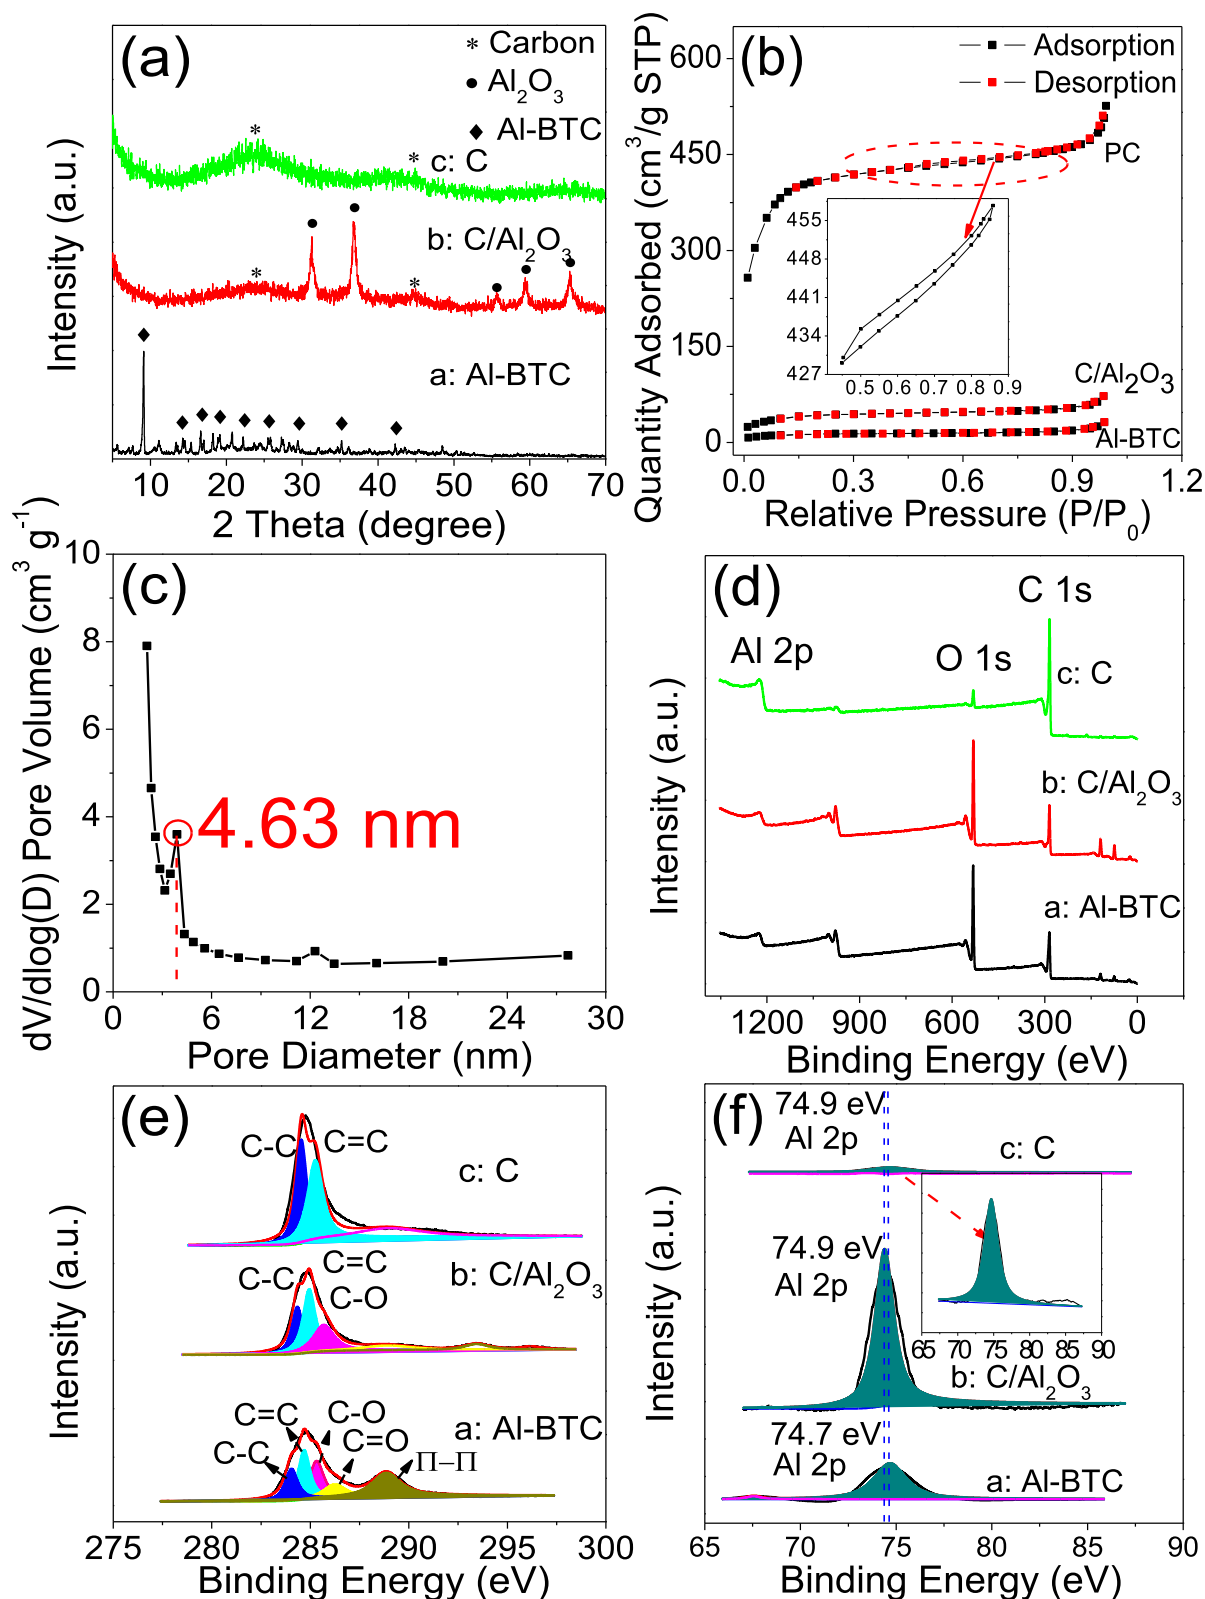 (a)
* Carbon
● Al2O3
◆ Al-BTC
*
* c: C
b: C/Al2O3
* *
a: Al-BTC
Intensity (a.u.)
10 20 30 40 50 60 70
2 Theta (degree)
(b)
Adsorption
Desorption
PC
C/Al2O3
Al-BTC
600
450
300
150
0
455
448
441
434
427
0.5 0.6 0.7 0.8 0.9
0.0 0.3 0.6 0.9 1.2
Quantity Adsorbed (cm3/g STP)
Relative Pressure (P/P0)
(c)
4.63 nm
10
8
6
4
2
0
0 6 12 18 24 30
dV/dlog(D) Pore Volume (cm3 g-1)
Pore Diameter (nm)
(d)
C 1s
Al 2p
O 1s
c: C
b: C/Al2O3
a: Al-BTC
Intensity (a.u.)
1200 900 600 300 0
Binding Energy (eV)
(e)
C-C C=C
c: C
C=C
C-C
b: C/Al2O3
C-O
C=C C-O
a: Al-BTC
C=O
C-C Π−Π
Intensity (a.u.)
275 280 285 290 295 300
Binding Energy (eV)
(f)
74.9 eV
Al 2p
c: C
74.9 eV
Al 2p
65 70 75 80 85 90
b: C/Al2O3
74.7 eV
Al 2p
a: Al-BTC
Intensity (a.u.)
65 70 75 80 85 90
Binding Energy (eV)